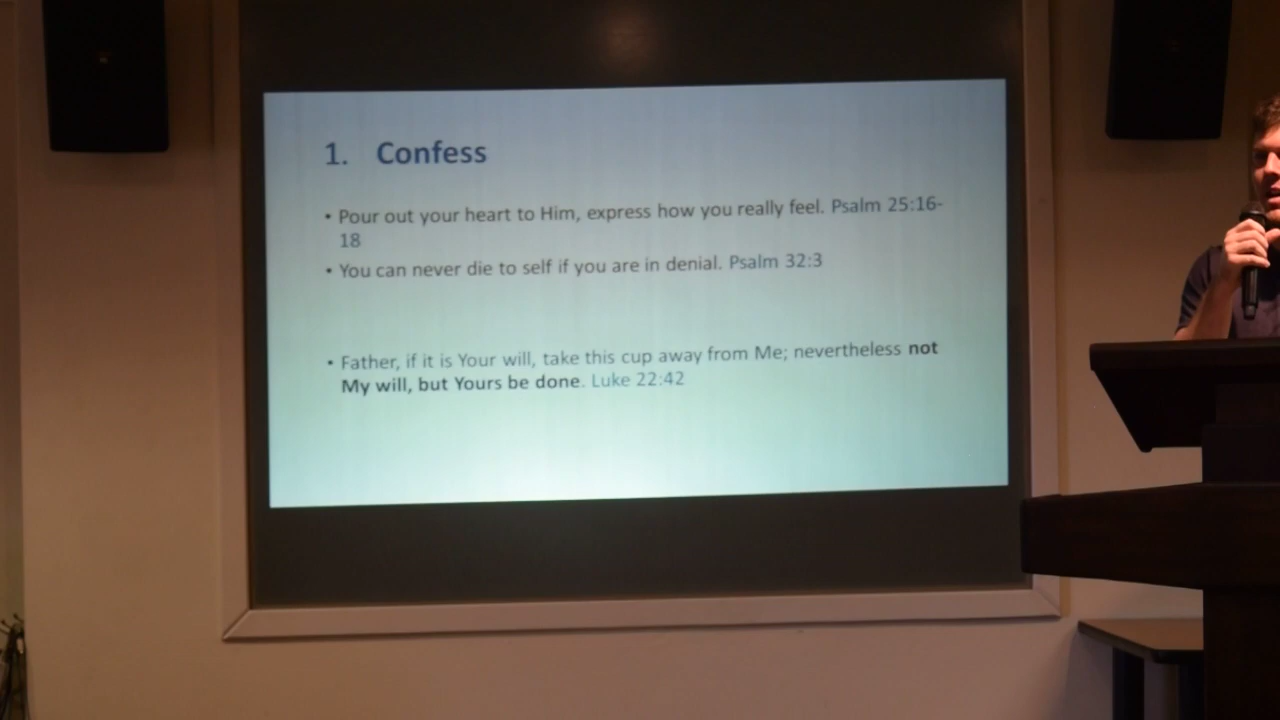 1. Confess
• Pour out your heart to Him, express how you really feel. Psalm 25:16-
18
• You can never die to self if you are in denial. Psalm 32:3
• Father, if it is Your will, take this cup away from Me; nevertheless not
My will, but Yours be done. Luke 22:42